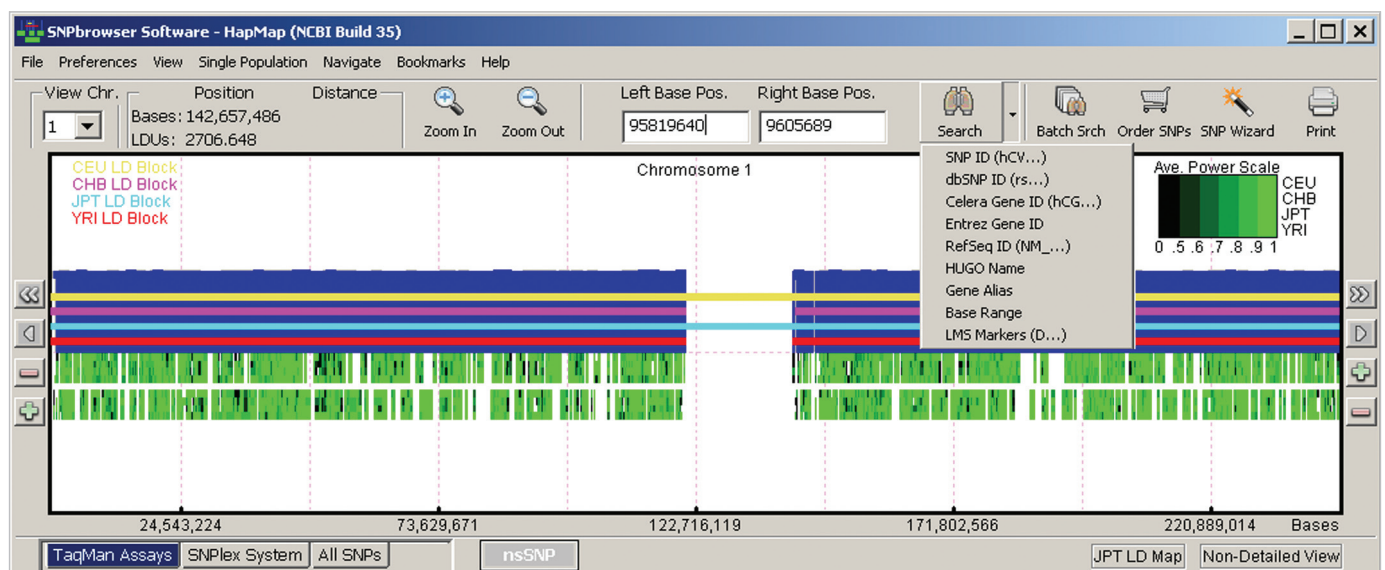 SNPbrowser Software - HapMap (NCBI Build 35)
File Preferences View Single Population Navigate Bookmarks Help
View Chr. Position Distance Left Base Pos. Right Base Pos.
1 Bases: 142,657,486 Zoom In Zoom Out 95819640 9605689 Search Batch Srch Order SNPs SNP Wizard Print
LDUs: 2706.648
SNP ID (hCV...)
dbSNP ID (rs...)
Celera Gene ID (hCG...)
Entrez Gene ID
RefSeq ID (NM_...)
HUGO Name
Gene Alias
Base Range
LMS Markers (D...)
CEU LD Block
CHB LD Block
JPT LD Block
YRI LD Block
Chromosome 1
Ave. Power Scale
CEU
CHB
JPT
YRI
0 .5 .6 .7 .8 .9 1
24,543,224 73,629,671 122,716,119 171,802,566 220,889,014 Bases
TaqMan Assays SNPlex System All SNPs nsSNP JPT LD Map Non-Detailed View